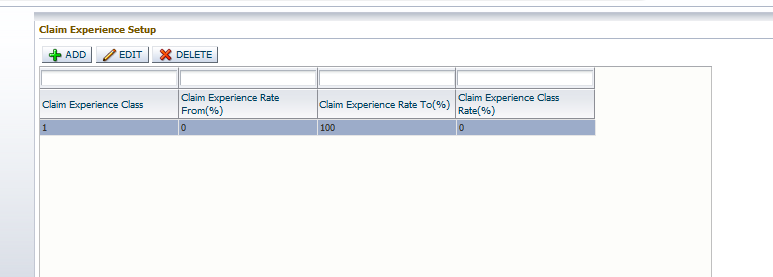 Claim Experience Setup
ADD EDIT DELETE
Claim Experience Class
Claim Experience Rate
From(%)
Claim Experience Rate To(%)
Claim Experience Class
Rate(%)
1 0 100 0